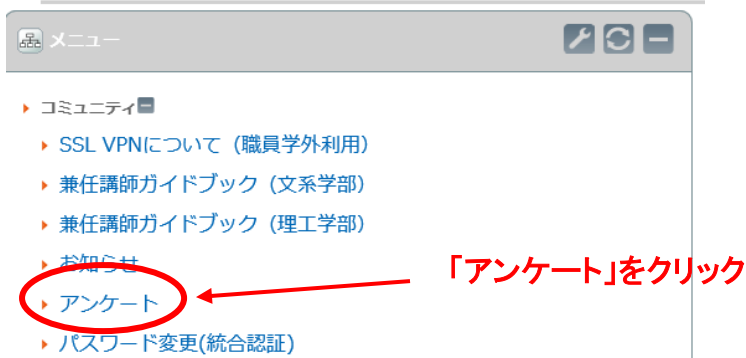 メニュー
コミュニティ
SSL VPNについて（職員学外利用）
兼任講師ガイドブック（文系学部）
兼任講師ガイドブック（理工学部）
お知らせ
「アンケート」をクリック
アンケート
パスワード変更(統合認証)